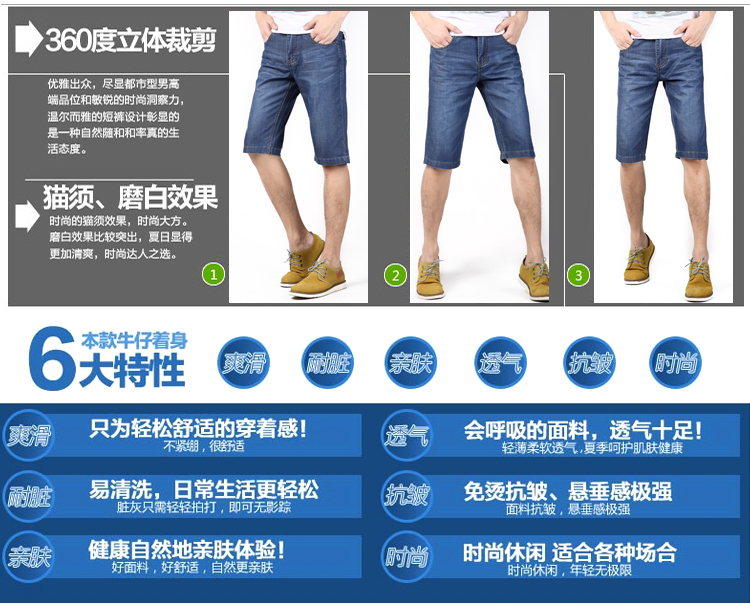 360度立体裁剪
优雅出众，尽显都市型男高
端品位和敏锐的时尚洞察力，
温尔而雅的短裤设计彰显的
是一种自然随和和率真的生
活态度。
猫须、磨白效果
时尚的猫须效果，时尚大方。
磨白效果比较突出，夏日显得
更加清爽，时尚达人之选。
1
2
3
6大特性
本款牛仔着身
爽滑
耐脏
亲肤
透气
抗皱
时尚
爽滑
只为轻松舒适的穿着感！
不紧绷，很舒适
透气
会呼吸的面料，透气十足！
轻薄柔软透气，夏季呵护肌肤健康
耐脏
易清洗，日常生活更轻松
脏灰只需轻轻拍打，即可无影踪
抗皱
免烫抗皱、悬垂感极强
面料抗皱，悬垂感极强
亲肤
健康自然地亲肤体验！
好面料，好舒适，自然更亲肤
时尚
时尚休闲 适合各种场合
时尚休闲，年轻无极限